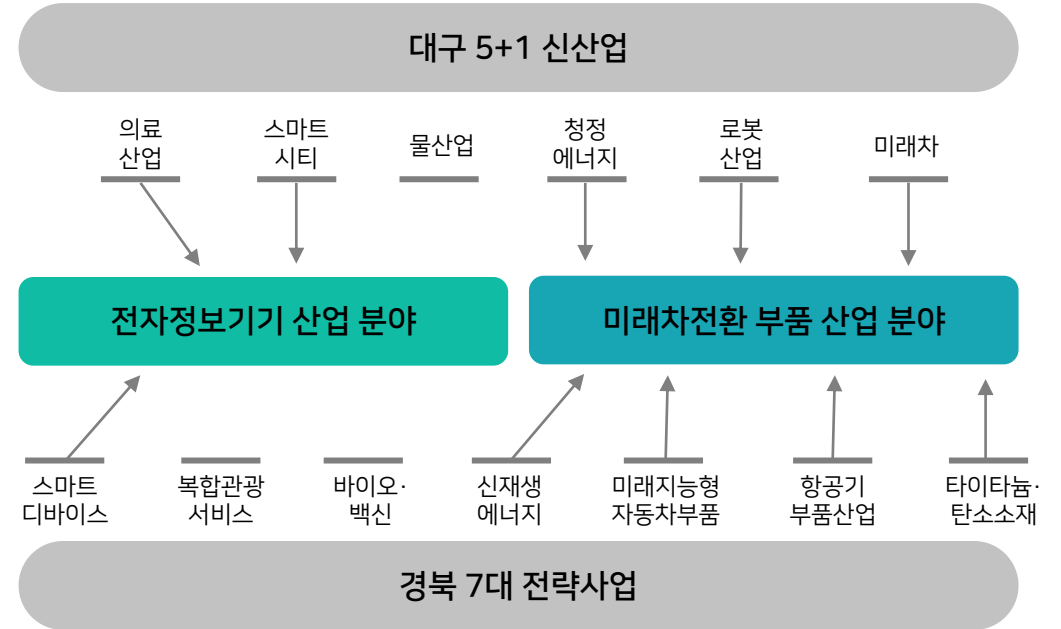 대구 5+1 신산업
의료
산업
스마트
시티
물산업
청정
에너지
로봇
산업
미래차
전자정보기기 산업 분야
미래차전환 부품 산업 분야
스마트
디바이스
복합관광
서비스
바이오·
백신
신재생
에너지
미래지능형
자동차부품
항공기
부품산업
타이타늄·
탄소소재
경북 7대 전략사업